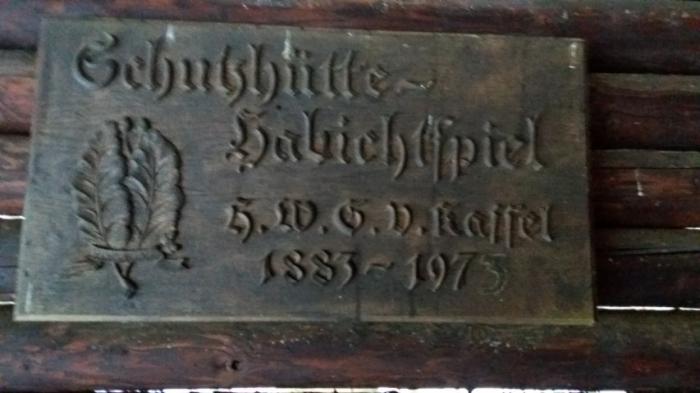 Schutzhütte-
Habichtspiel
H.W.G.V. Kassel
1883-1973